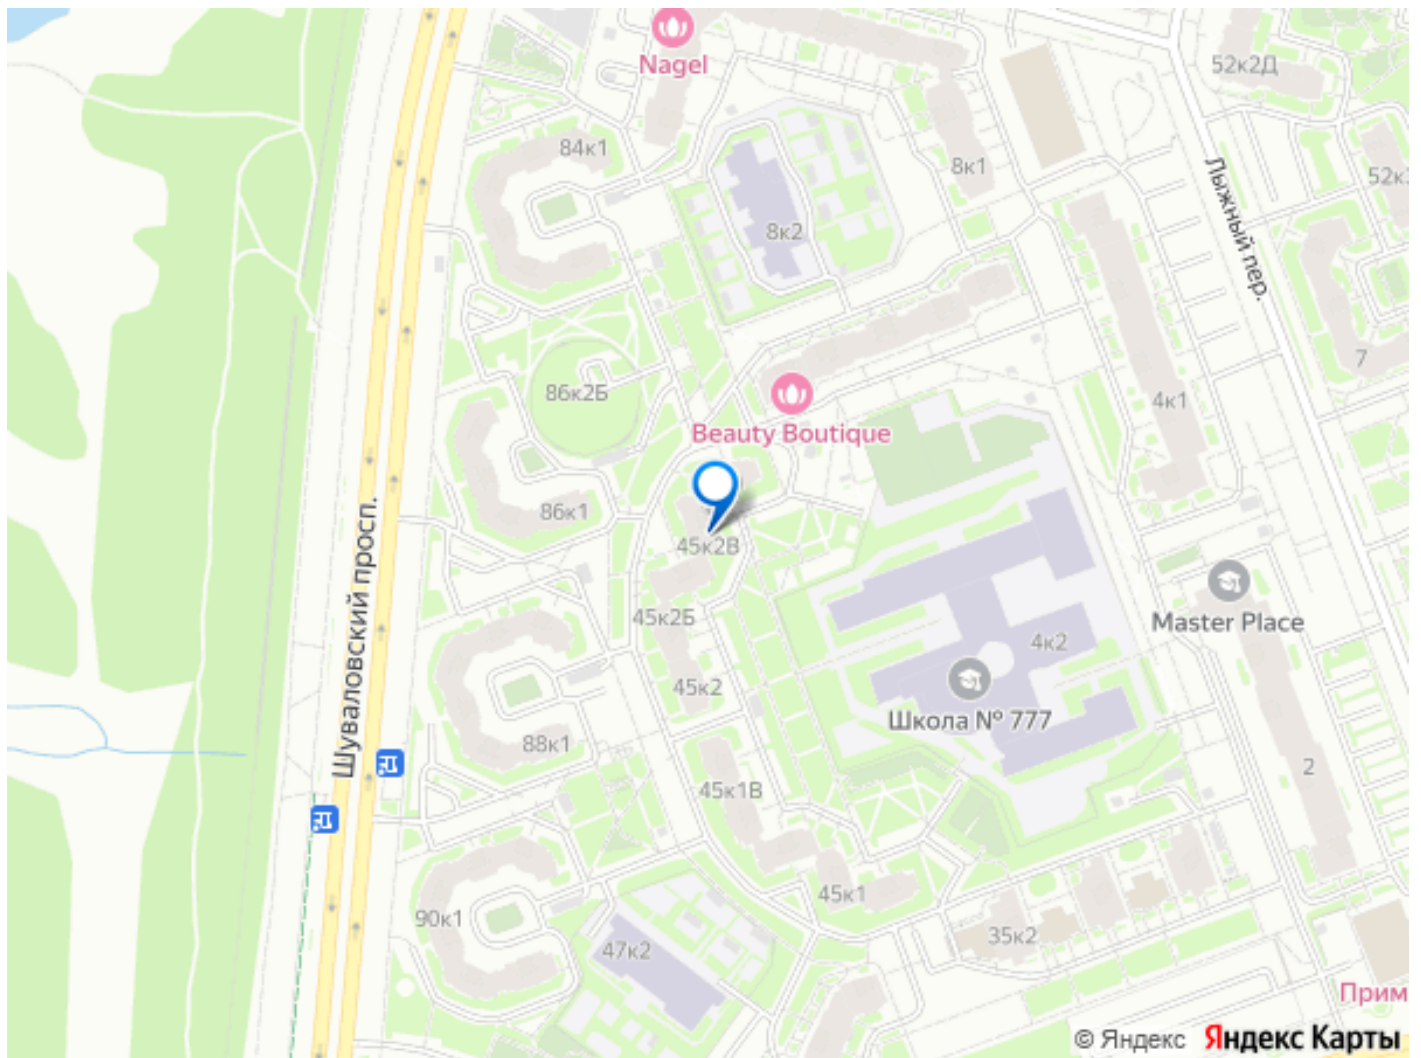 Nagel
52к2Д
84к1
8к1
52к3
Лыжный пер.
8к2
7
86к2Б
4к1
Beauty Boutique
86к1
45к2В
Шуваловский просп.
45к2Б
Master Place
4к2
45к2
Школа № 777
88к1
2
45к1В
45к1
90к1
35к2
47к2
Прим
© Яндекс Яндекс Карты